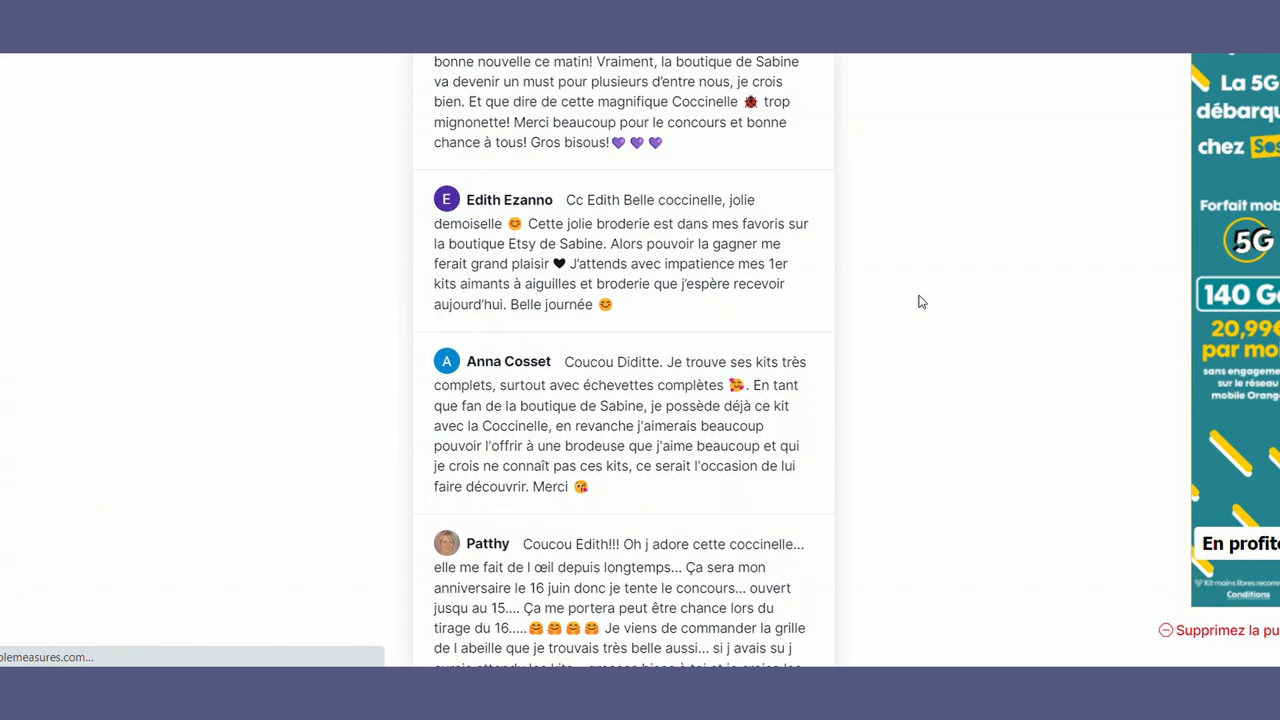 bonne nouvelle ce matin! Vraiment, la boutique de Sabine
va devenir un must pour plusieurs d'entre nous, je crois
bien. Et que dire de cette magnifique Coccinelle 🐞 trop
mignonette! Merci beaucoup pour le concours et bonne
chance à tous! Gros bisous!💜 💜 💜
E Edith Ezanno Cc Edith Belle coccinelle, jolie
demoiselle 😊 Cette jolie broderie est dans mes favoris sur
la boutique Etsy de Sabine. Alors pouvoir la gagner me
ferait grand plaisir 🖤 J'attends avec impatience mes 1er
kits aimants à aiguilles et broderie que j'espère recevoir
aujourd'hui. Belle journée 😊
A Anna Cosset Coucou Diditte. Je trouve ses kits très
complets, surtout avec échevettes complètes 🥰. En tant
que fan de la boutique de Sabine, je possède déjà ce kit
avec la Coccinelle, en revanche j'aimerais beaucoup
pouvoir l'offrir à une brodeuse que j'aime beaucoup et qui
je crois ne connaît pas ces kits, ce serait l'occasion de lui
faire découvrir. Merci 😘
Patthy Coucou Edith!!! Oh j adore cette coccinelle...
elle me fait de l œil depuis longtemps... Ça sera mon
anniversaire le 16 juin donc je tente le concours... ouvert
jusqu au 15.... Ça me portera peut être chance lors du
tirage du 16.....🤗 🤗 🤗 🤗 Je viens de commander la grille
de l abeille que je trouvais très belle aussi... si j avais su j
La 5G
débarqu
chez Sos
Forfait mob
5G
140 Go
20,99€
par mo
sans engageme
sur le réseau
mobile Orang
En profite
Conditions
Supprimez la pu
blemeasures.com...